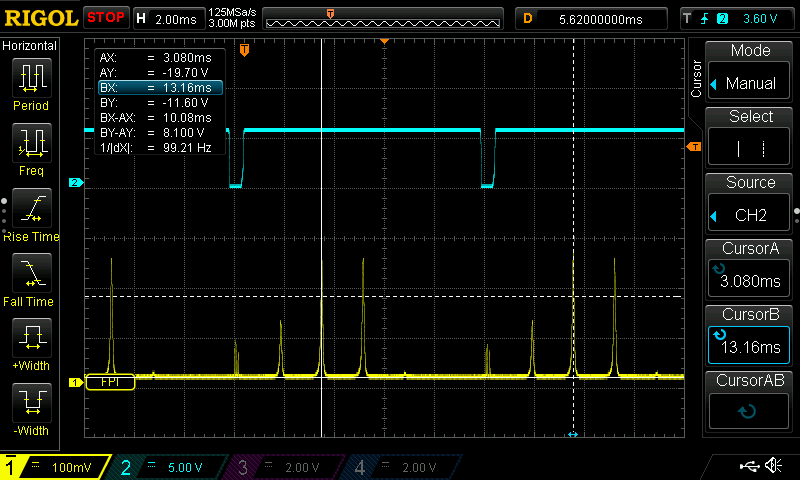 RIGOL STOP H 2.00ms 125MSa/s 3.00M pts D 5.62000000ms T 2 3.60 V
Horizontal
Period
Freq
Rise Time
Fall Time
+Width
-Width
AX: = 3.080ms
AY: = -19.70 V
BX: = 13.16ms
BY: = -11.60 V
BX-AX: = 10.08ms
BY-AY: = 8.100 V
1/|dX|: = 99.21 Hz
T
T
T
2
1
FPI
Cursor
Mode
Manual
Select
Source
CH2
CursorA
3.080ms
CursorB
13.16ms
CursorAB
1 = 100mV 2 = 5.00 V 3 = 2.00 V 4 = 2.00 V